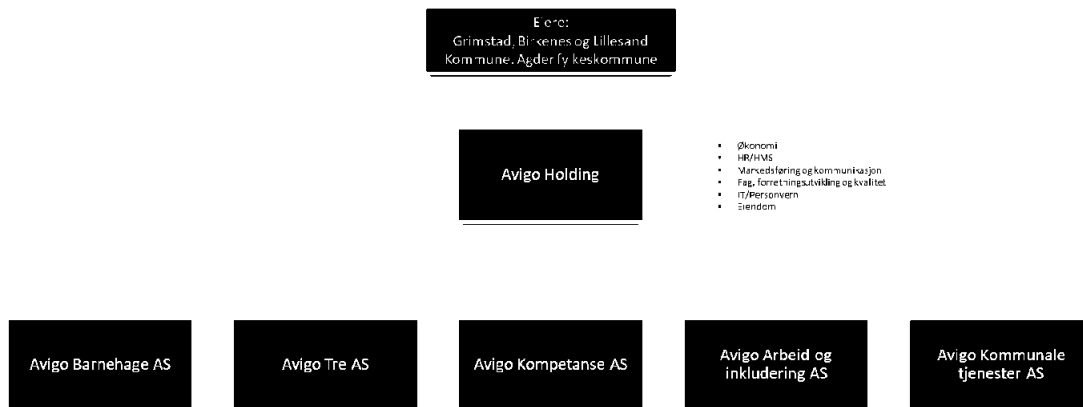 Eiere:
Grimstad, Birkenes og Lillesand
Kommune. Agder fylkeskommune
Avigo Holding
▪ Økonomi
▪ HR/HMS
▪ Markedsføring og kommunikasjon
▪ Fag, forretningsutvikling og kvalitet
▪ IT/Personvern
▪ Eiendom
Avigo Barnehage AS
Avigo Tre AS
Avigo Kompetanse AS
Avigo Arbeid og
inkludering AS
Avigo Kommunale
tjenester AS